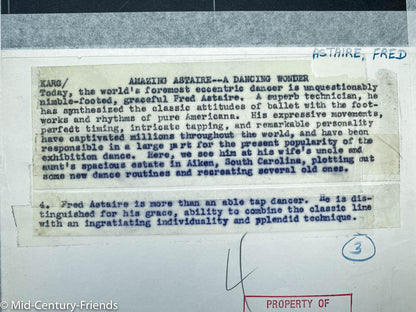 ASTAIRE, FRED
KARG/ AMAZING ASTAIRE--A DANCING WONDER
Today, the world's foremost eccentric dancer is unquestionably
nimble-footed, graceful Fred Astaire. A superb technician, he
has synthesized the classic attitudes of ballet with the foot-
works and rhythms of pure Americana. His expressive movements,
perfect timing, intricate tapping, and remarkable personality
have captivated millions throughout the world, and have been
responsible in a large part for the present popularity of the
exhibition dance. Here, we see him at his wife's uncle and
aunt's spacious estate in Aiken, South Carolina, plotting out
some new dance routines and recreating several old ones.
4. Fred Astaire is more than an able tap dancer. He is dis-
tinguished for his grace, ability to combine the classic line
with an ingratiating individuality and splendid technique.
3
4
PROPERTY OF
© Mid-Century-Friends